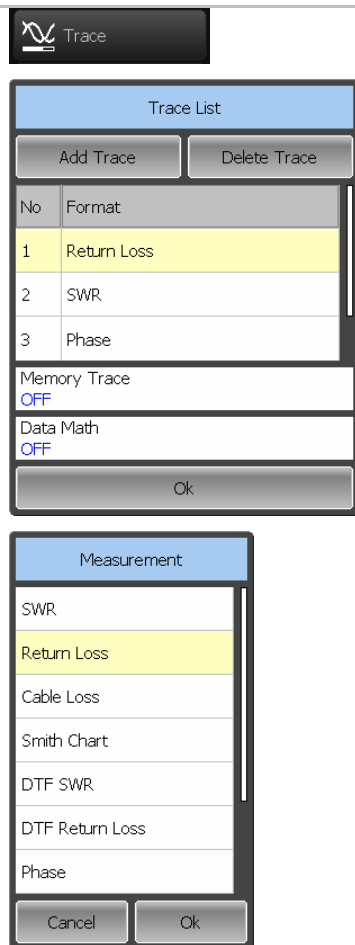 Trace
Trace List
Add Trace Delete Trace
No Format
1 Return Loss
2 SWR
3 Phase
Memory Trace
OFF
Data Math
OFF
Ok
Measurement
SWR
Return Loss
Cable Loss
Smith Chart
DTF SWR
DTF Return Loss
Phase
Cancel Ok